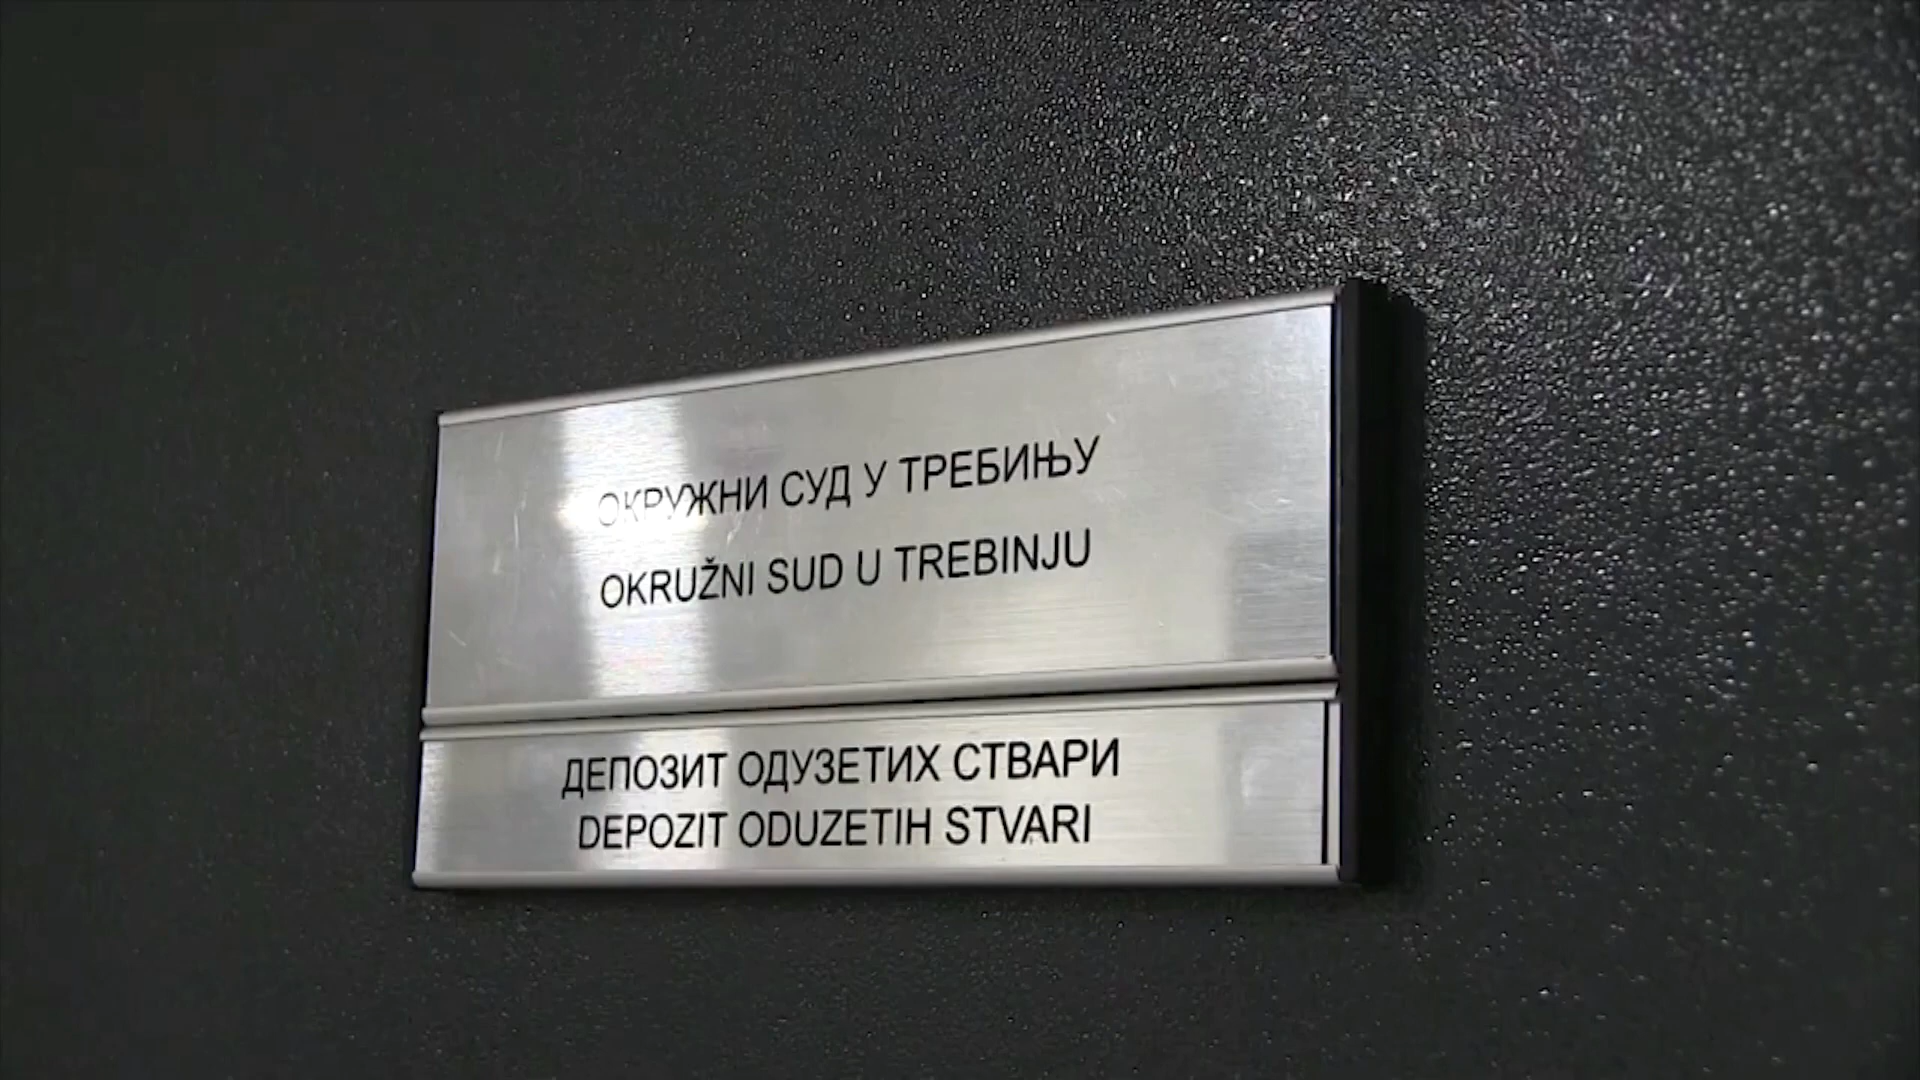 ОКРУЖНИ СУД У ТРЕБИЊУ
OKRUŽNI SUD U TREBINJU
ДЕПОЗИТ ОДУЗЕТИХ СТВАРИ
DEPOZIT ODUZETIH STVARI